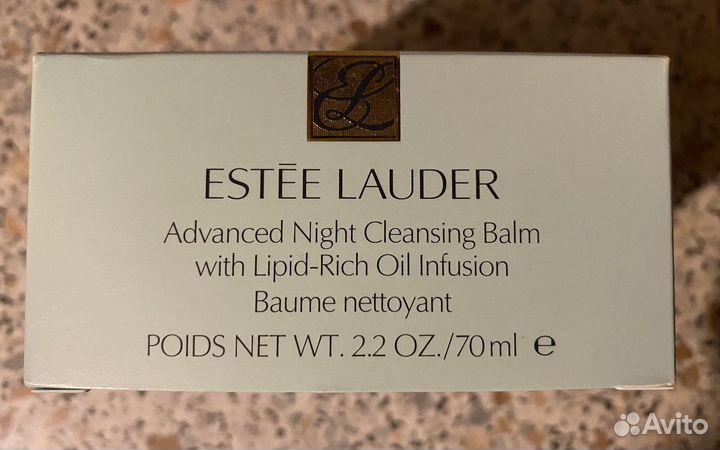 ESTĒE LAUDER
Advanced Night Cleansing Balm
with Lipid-Rich Oil Infusion
Baume nettoyant
POIDS NET WT. 2.2 OZ./70 ml ℮
Avito